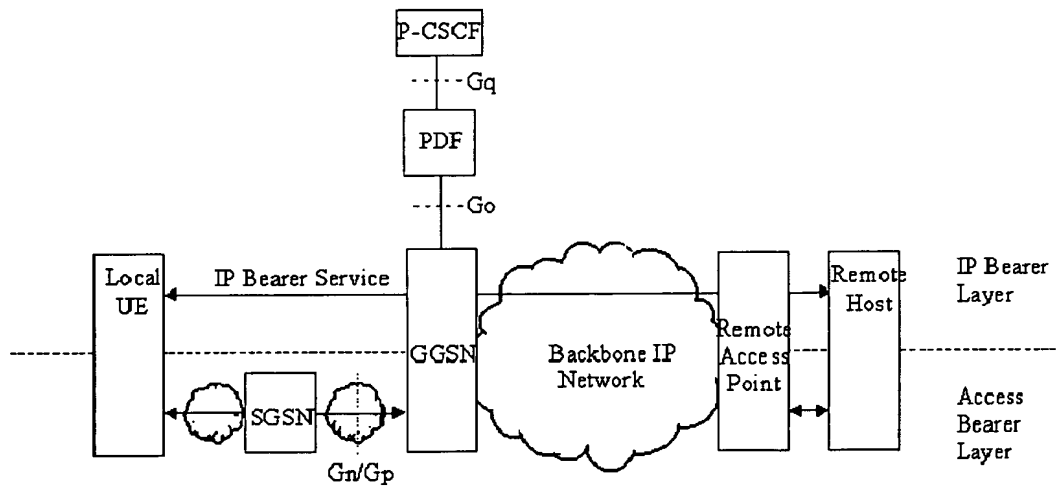 P-CSCF
Gq
PDF
Go
Local
UE
IP Bearer Service
GGSN
Backbone IP
Network
Remote
Access
Point
Remote
Host
IP Bearer
Layer
SGSN
Gn/Gp
Access
Bearer
Layer